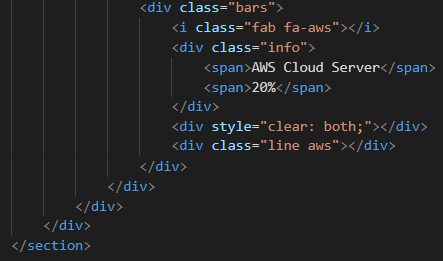 <div class="bars">
<i class="fab fa-aws"></i>
<div class="info">
<span>AWS Cloud Server</span>
<span>20%</span>
</div>
<div style="clear: both;"></div>
<div class="line aws"></div>
</div>
</div>
</div>
</div>
</section>